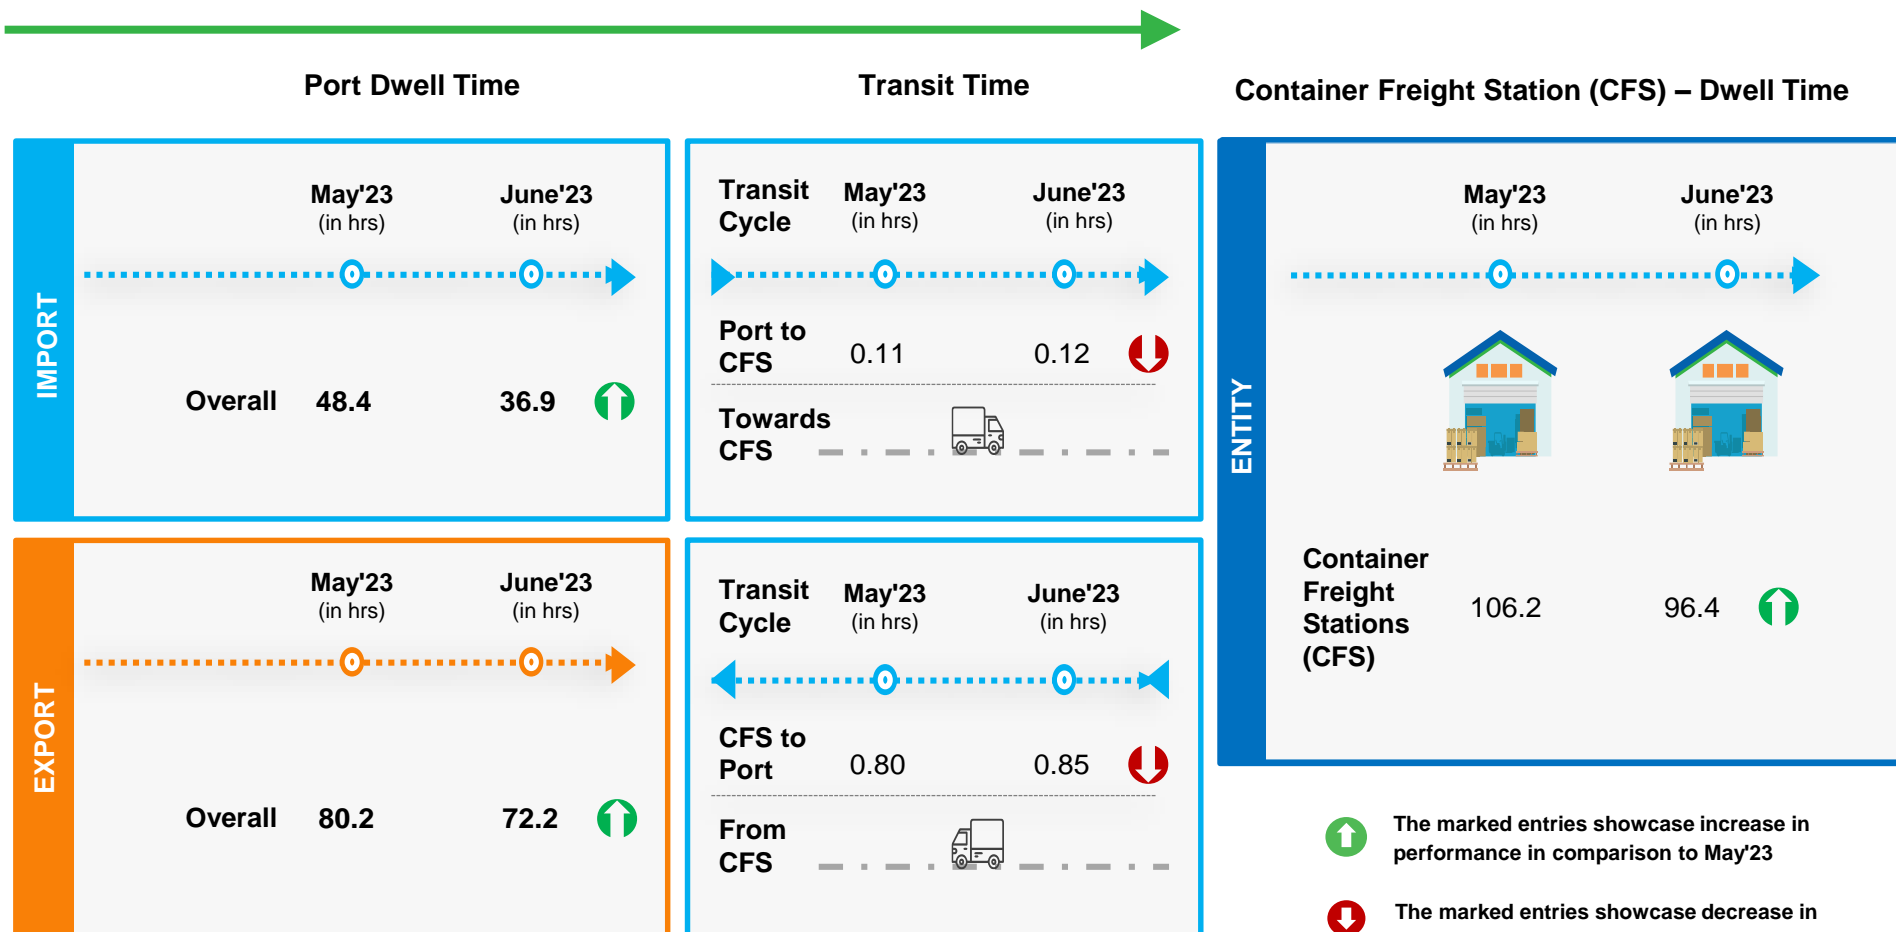 Port Dwell Time
Transit Time
Container Freight Station (CFS) – Dwell Time
IMPORT
May'23
(in hrs)
June'23
(in hrs)
Overall 48.4 36.9
Transit
Cycle
May'23
(in hrs)
June'23
(in hrs)
Port to
CFS
0.11 0.12
Towards
CFS
EXPORT
May'23
(in hrs)
June'23
(in hrs)
Overall 80.2 72.2
Transit
Cycle
May'23
(in hrs)
June'23
(in hrs)
CFS to
Port
0.80 0.85
From
CFS
ENTITY
May'23
(in hrs)
June'23
(in hrs)
Container
Freight
Stations
(CFS)
106.2 96.4
The marked entries showcase increase in
performance in comparison to May'23
The marked entries showcase decrease in